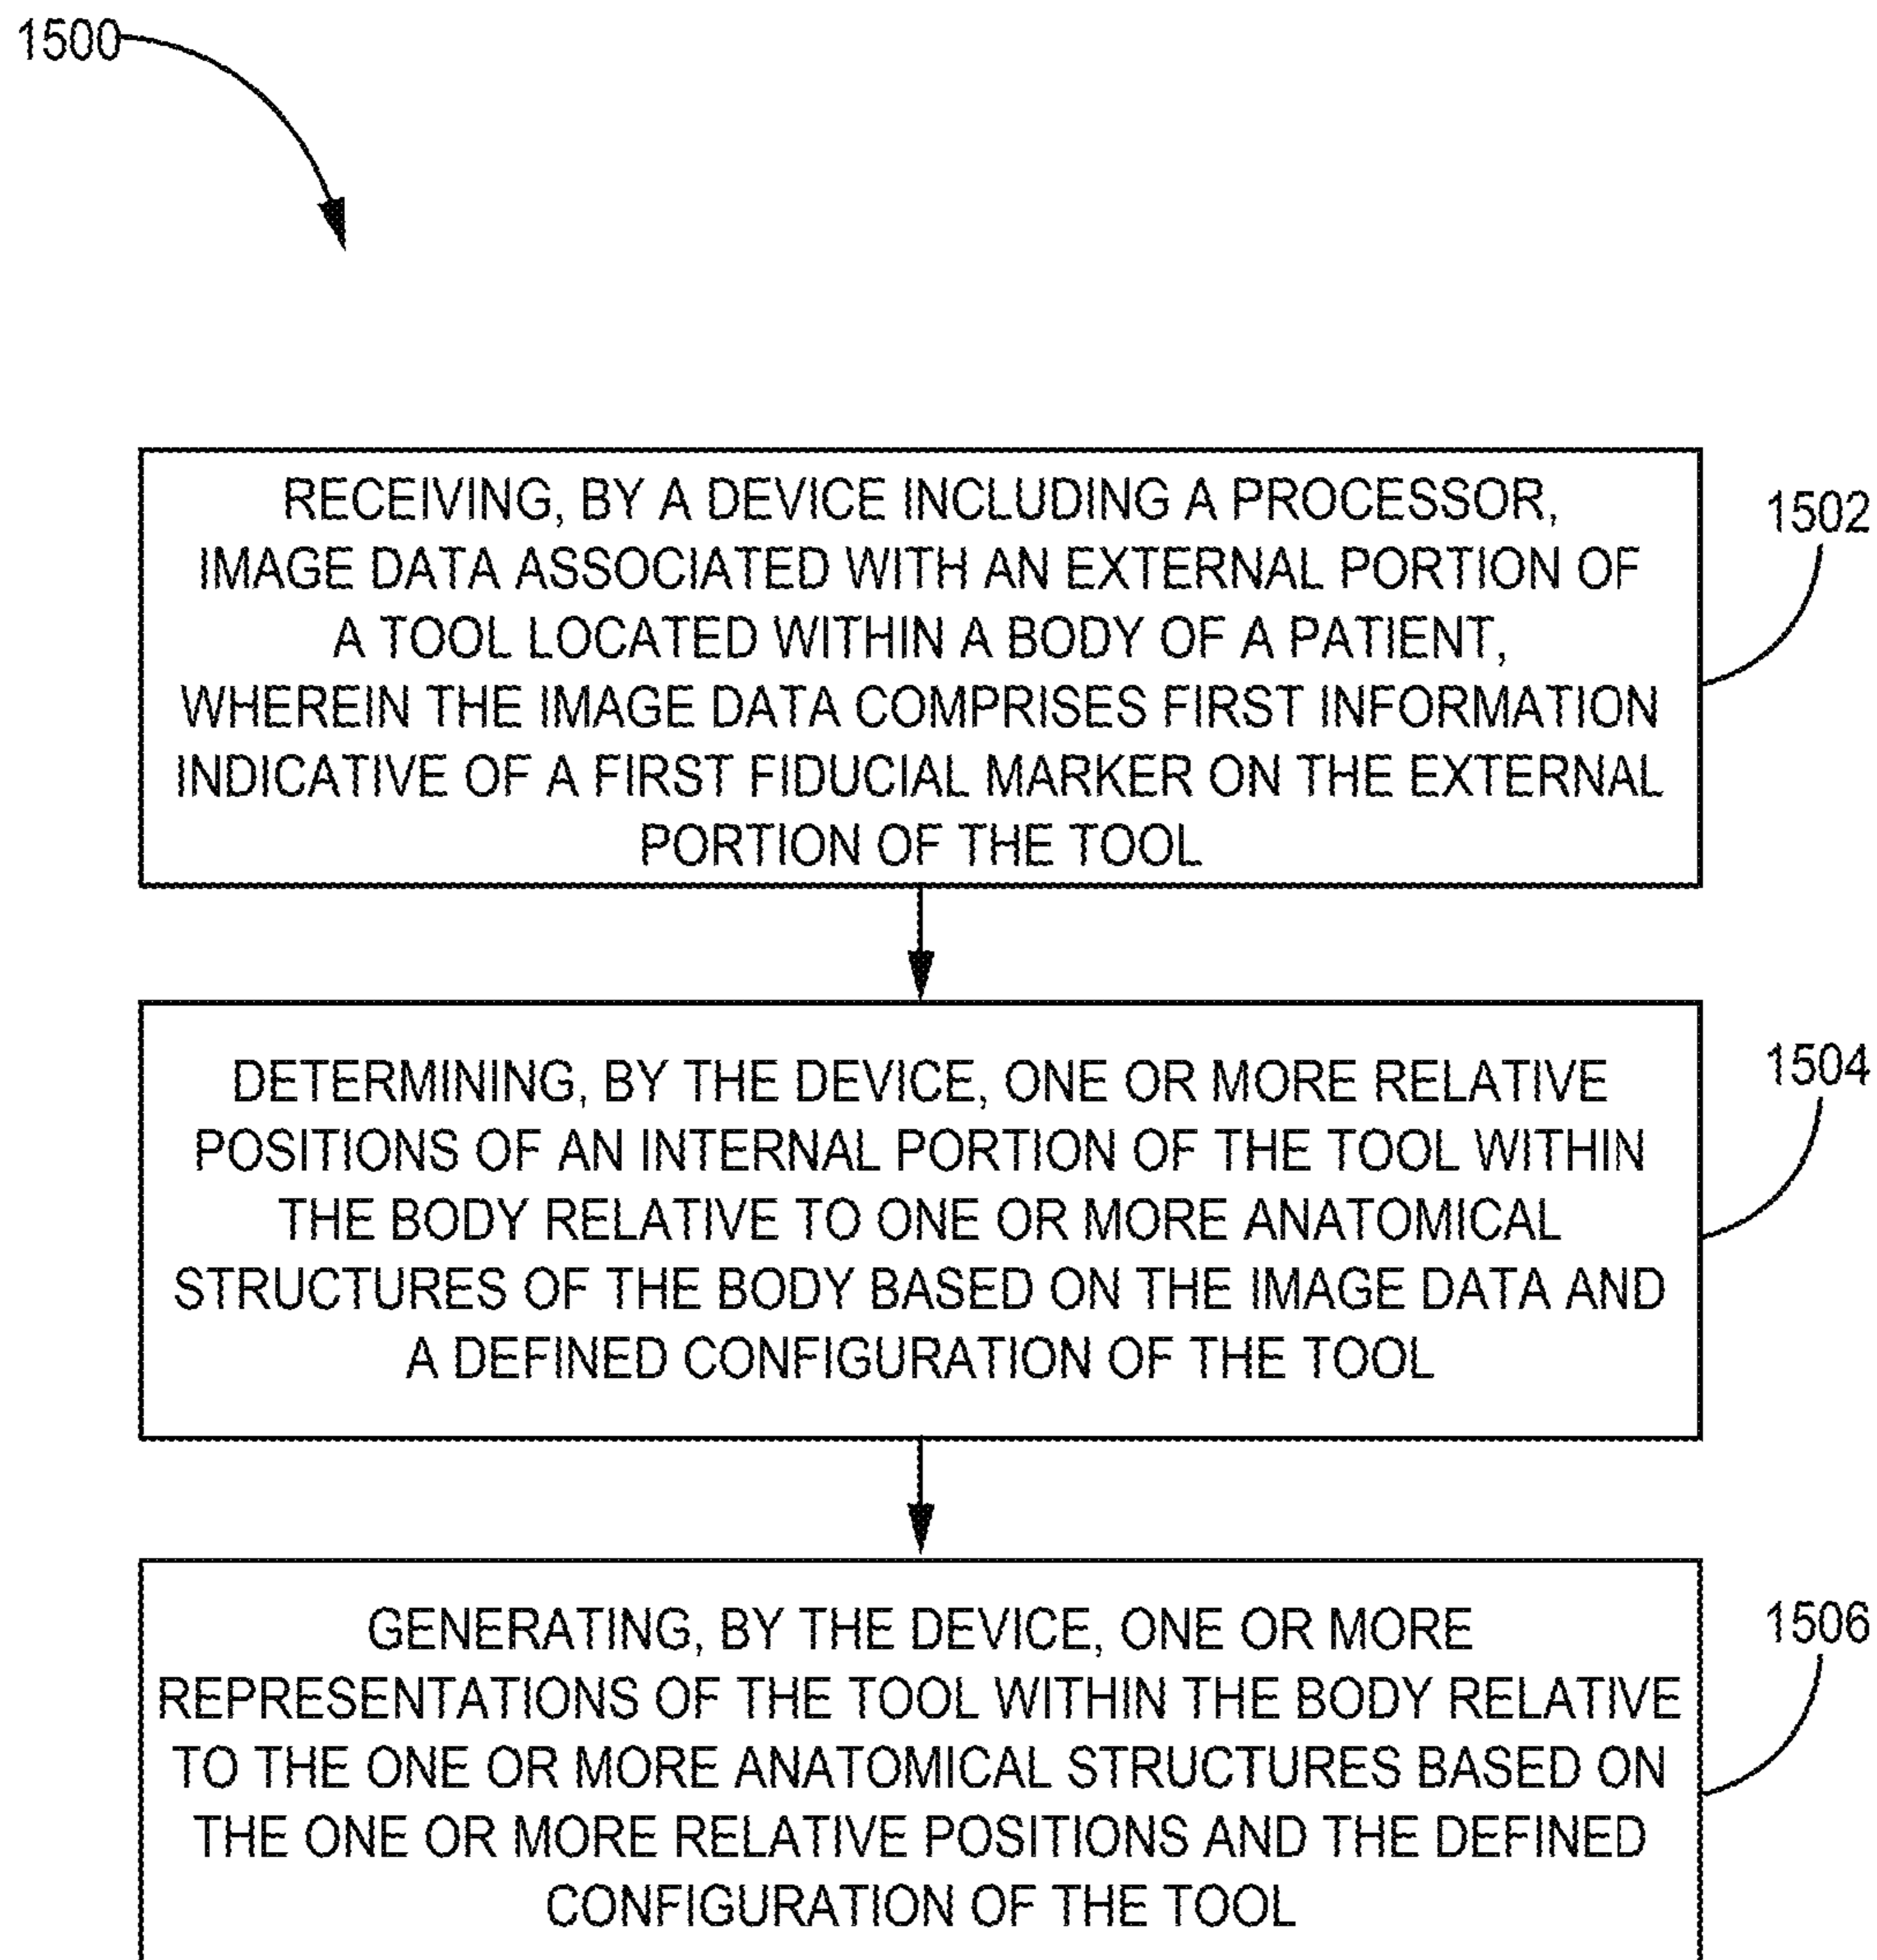 1500
RECEIVING, BY A DEVICE INCLUDING A PROCESSOR,
IMAGE DATA ASSOCIATED WITH AN EXTERNAL PORTION OF
A TOOL LOCATED WITHIN A BODY OF A PATIENT,
WHEREIN THE IMAGE DATA COMPRISES FIRST INFORMATION
INDICATIVE OF A FIRST FIDUCIAL MARKER ON THE EXTERNAL
PORTION OF THE TOOL
1502
DETERMINING, BY THE DEVICE, ONE OR MORE RELATIVE
POSITIONS OF AN INTERNAL PORTION OF THE TOOL WITHIN
THE BODY RELATIVE TO ONE OR MORE ANATOMICAL
STRUCTURES OF THE BODY BASED ON THE IMAGE DATA AND
A DEFINED CONFIGURATION OF THE TOOL
1504
GENERATING, BY THE DEVICE, ONE OR MORE
REPRESENTATIONS OF THE TOOL WITHIN THE BODY RELATIVE
TO THE ONE OR MORE ANATOMICAL STRUCTURES BASED ON
THE ONE OR MORE RELATIVE POSITIONS AND THE DEFINED
CONFIGURATION OF THE TOOL
1506